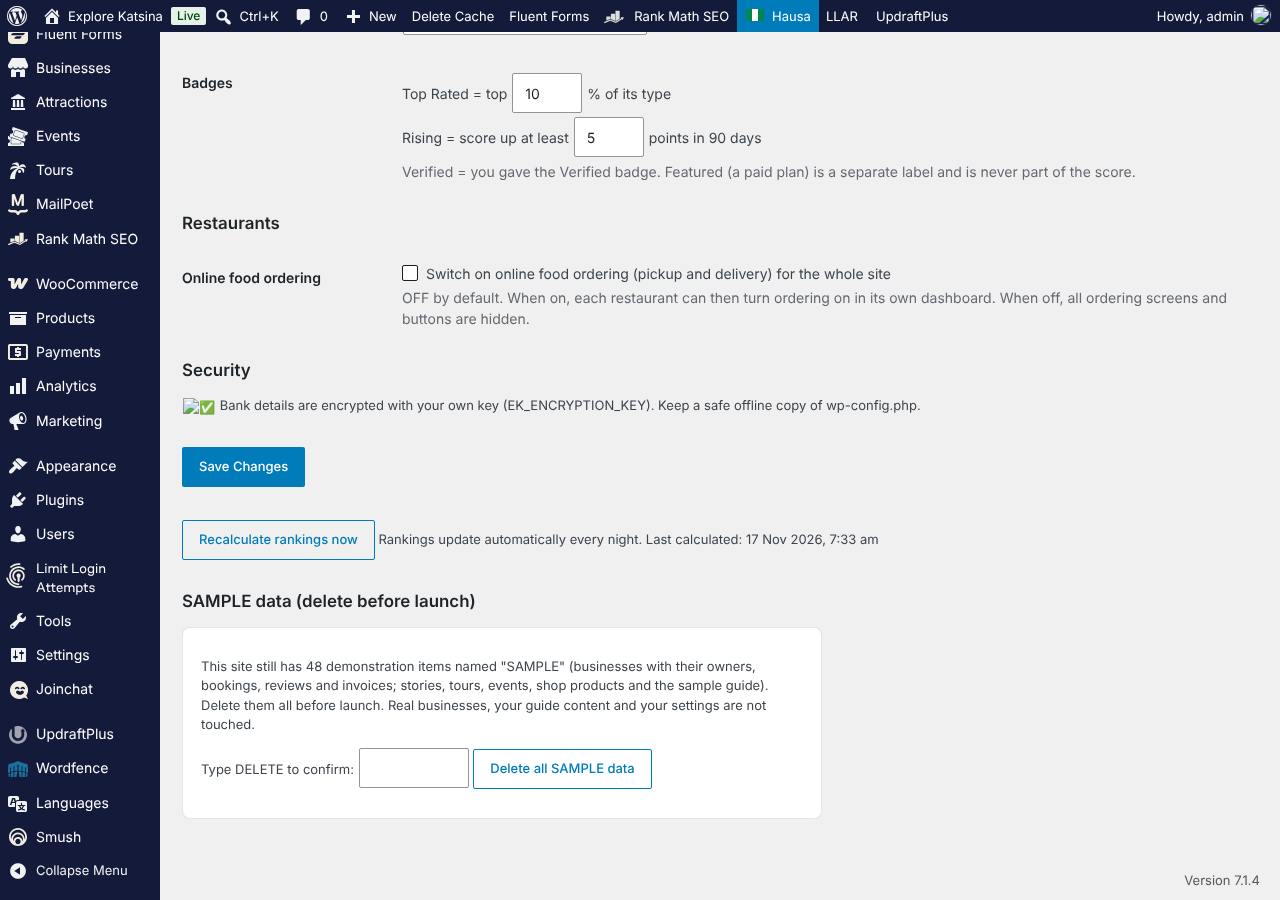 Explore Katsina
Live
Ctrl+K
0
New
Delete Cache
Fluent Forms
Rank Math SEO
Hausa
LLAR
UpdraftPlus
Howdy, admin
Fluent Forms
Businesses
Attractions
Events
Tours
MailPoet
Rank Math SEO
WooCommerce
Products
Payments
Analytics
Marketing
Appearance
Plugins
Users
Limit Login
Attempts
Tools
Settings
Joinchat
UpdraftPlus
Wordfence
Languages
Smush
Collapse Menu
Badges
Top Rated = top 10 % of its type
Rising = score up at least 5 points in 90 days
Verified = you gave the Verified badge. Featured (a paid plan) is a separate label and is never part of the score.
Restaurants
Online food ordering
Switch on online food ordering (pickup and delivery) for the whole site
OFF by default. When on, each restaurant can then turn ordering on in its own dashboard. When off, all ordering screens and
buttons are hidden.
Security
✅ Bank details are encrypted with your own key (EK_ENCRYPTION_KEY). Keep a safe offline copy of wp-config.php.
Save Changes
Recalculate rankings now Rankings update automatically every night. Last calculated: 17 Nov 2026, 7:33 am
SAMPLE data (delete before launch)
This site still has 48 demonstration items named "SAMPLE" (businesses with their owners,
bookings, reviews and invoices; stories, tours, events, shop products and the sample guide).
Delete them all before launch. Real businesses, your guide content and your settings are not
touched.
Type DELETE to confirm:
Delete all SAMPLE data
Version 7.1.4